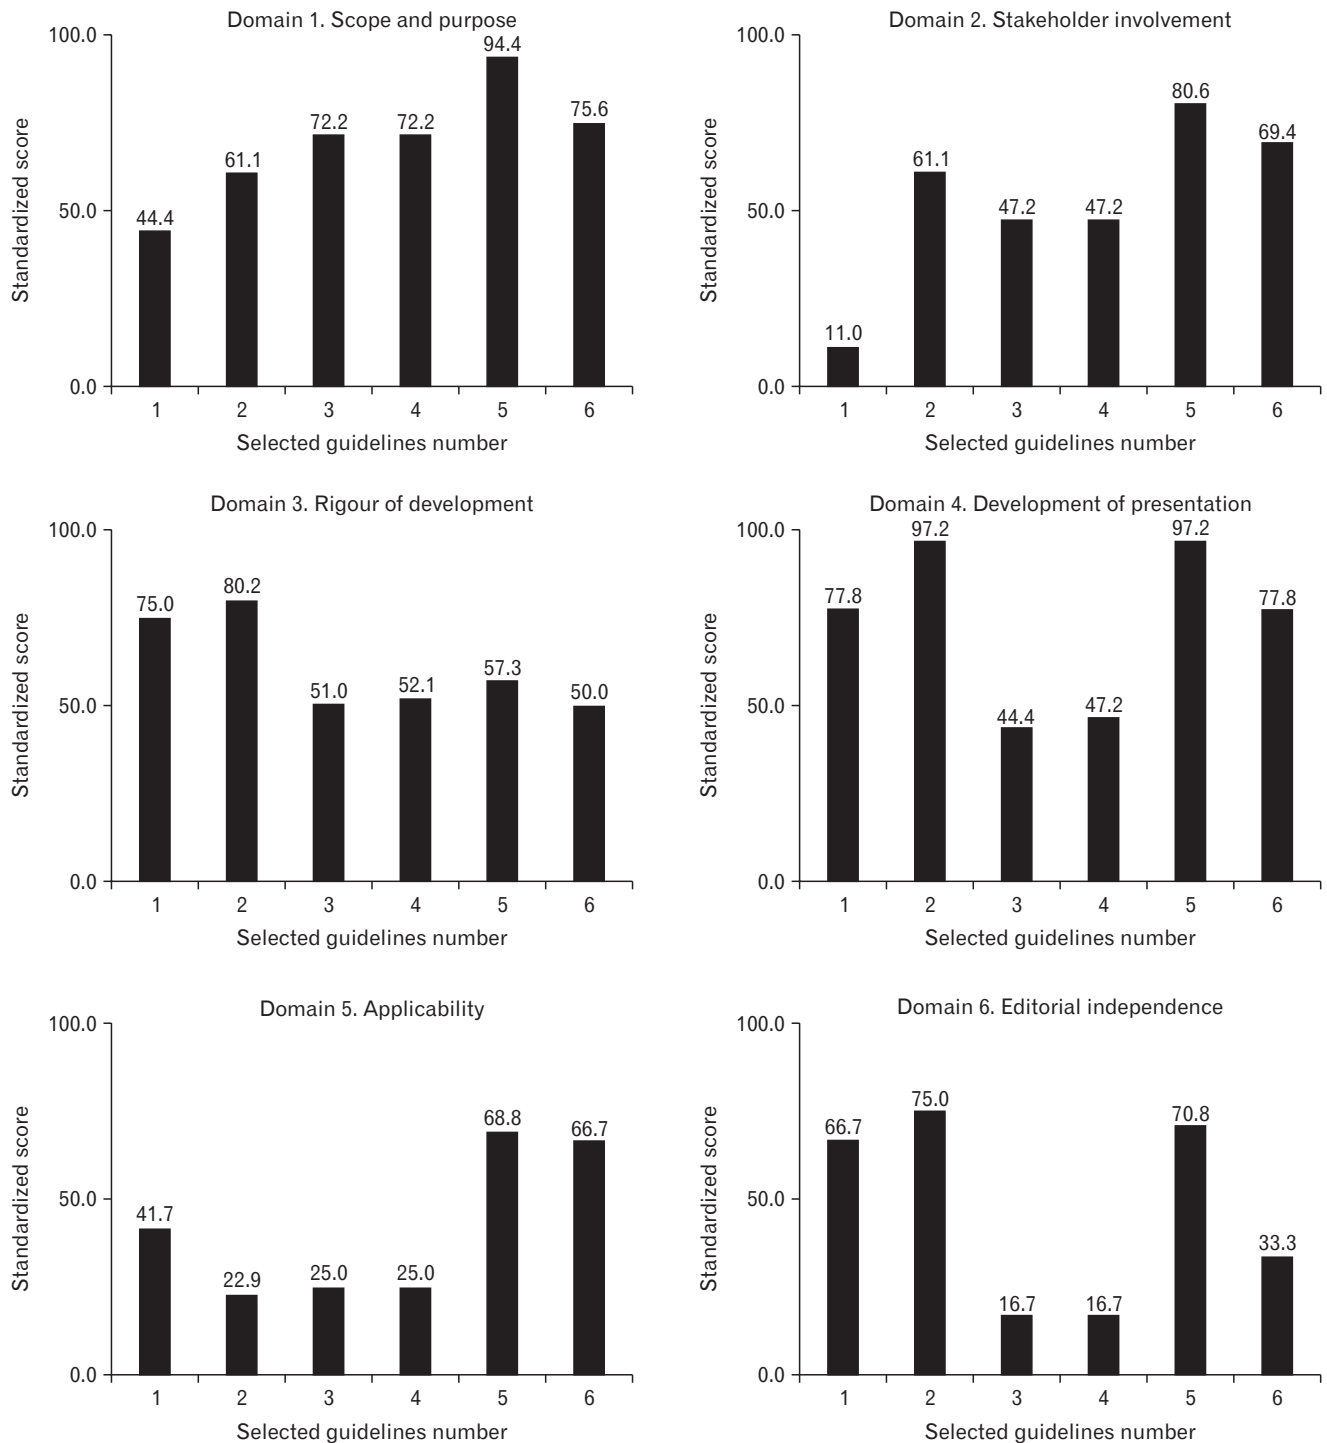 Domain 1. Scope and purpose
100.0
50.0
0.0
Standardized score
44.4
61.1
72.2
72.2
94.4
75.6
1 2 3 4 5 6
Selected guidelines number
Domain 2. Stakeholder involvement
100.0
50.0
0.0
Standardized score
11.0
61.1
47.2
47.2
80.6
69.4
1 2 3 4 5 6
Selected guidelines number
Domain 3. Rigour of development
100.0
50.0
0.0
Standardized score
75.0
80.2
51.0
52.1
57.3
50.0
1 2 3 4 5 6
Selected guidelines number
Domain 4. Development of presentation
100.0
50.0
0.0
Standardized score
77.8
97.2
44.4
47.2
97.2
77.8
1 2 3 4 5 6
Selected guidelines number
Domain 5. Applicability
100.0
50.0
0.0
Standardized score
41.7
22.9
25.0
25.0
68.8
66.7
1 2 3 4 5 6
Selected guidelines number
Domain 6. Editorial independence
100.0
50.0
0.0
Standardized score
66.7
75.0
16.7
16.7
70.8
33.3
1 2 3 4 5 6
Selected guidelines number